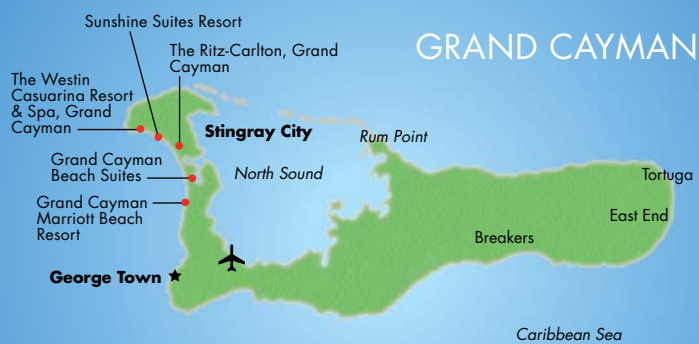 Sunshine Suites Resort
The Ritz-Carlton, Grand
Cayman
GRAND CAYMAN
The Westin
Casuarina Resort
& Spa, Grand
Cayman
Stingray City
Rum Point
Grand Cayman
Beach Suites
North Sound
Tortuga
Grand Cayman
Marriott Beach
Resort
East End
Breakers
George Town
Caribbean Sea